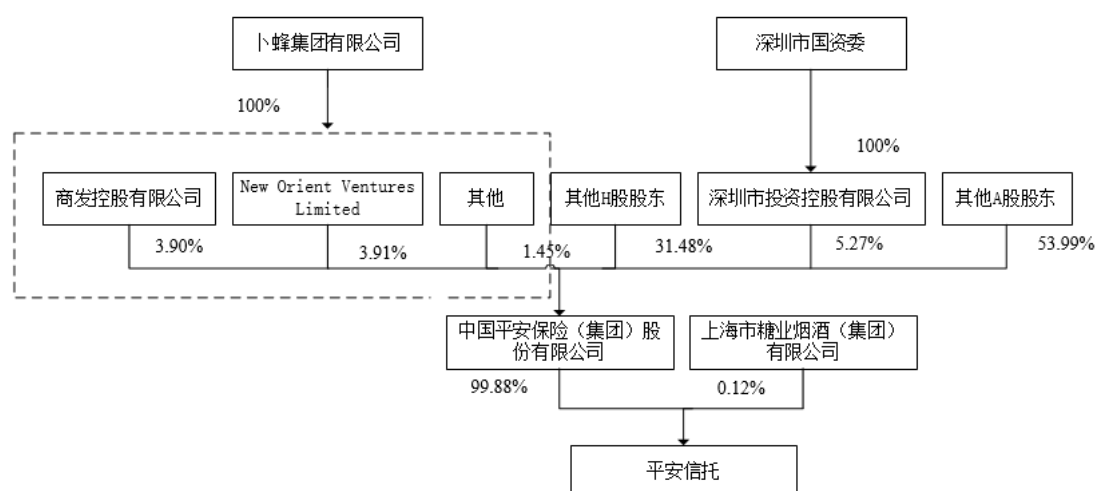 卜蜂集团有限公司
深圳市国资委
100%
100%
商发控股有限公司
New Orient Ventures
Limited
其他
其他H股股东
深圳市投资控股有限公司
其他A股股东
3.90%
3.91%
1.45%
31.48%
5.27%
53.99%
中国平安保险（集团）股
份有限公司
上海市糖业烟酒（集团）
有限公司
99.88%
0.12%
平安信托